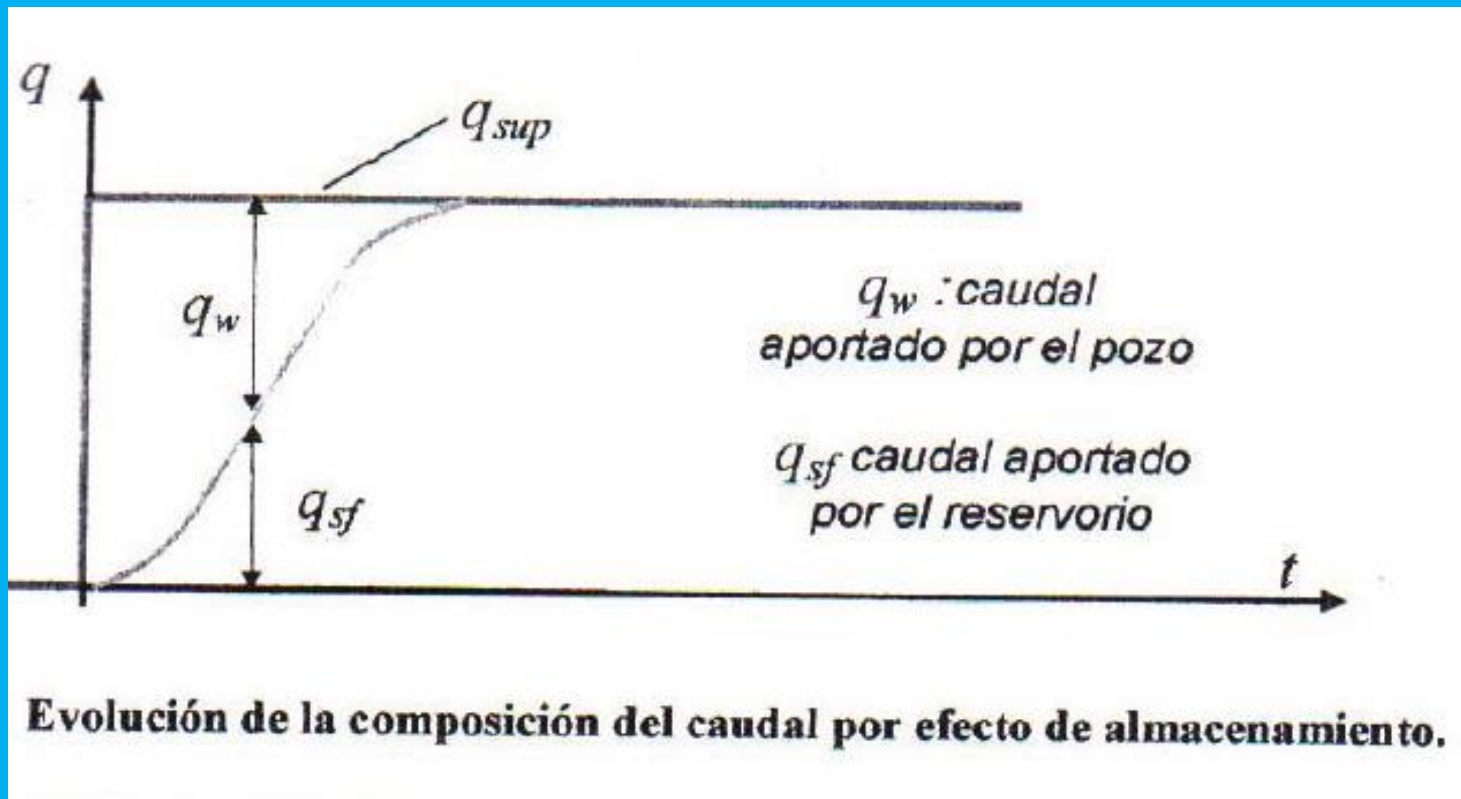 q
q_sup
q_w
q_w : caudal
aportado por el pozo
q_sf caudal aportado
por el reservorio
q_sf
t
Evolución de la composición del caudal por efecto de almacenamiento.